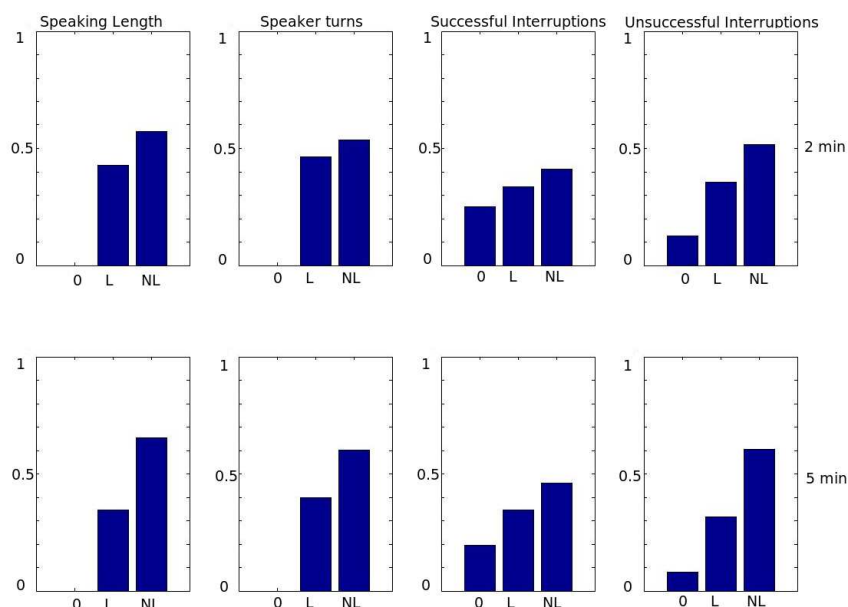 Speaking Length
Speaker turns
Successful Interruptions
Unsuccessful Interruptions
1
1
1
1
0.5
0.5
0.5
0.5
2 min
0
0
0
0
0 L NL
0 L NL
0 L NL
0 L NL
1
1
1
1
0.5
0.5
0.5
0.5
5 min
0
0
0
0
0 L NL
0 L NL
0 L NL
0 L NL